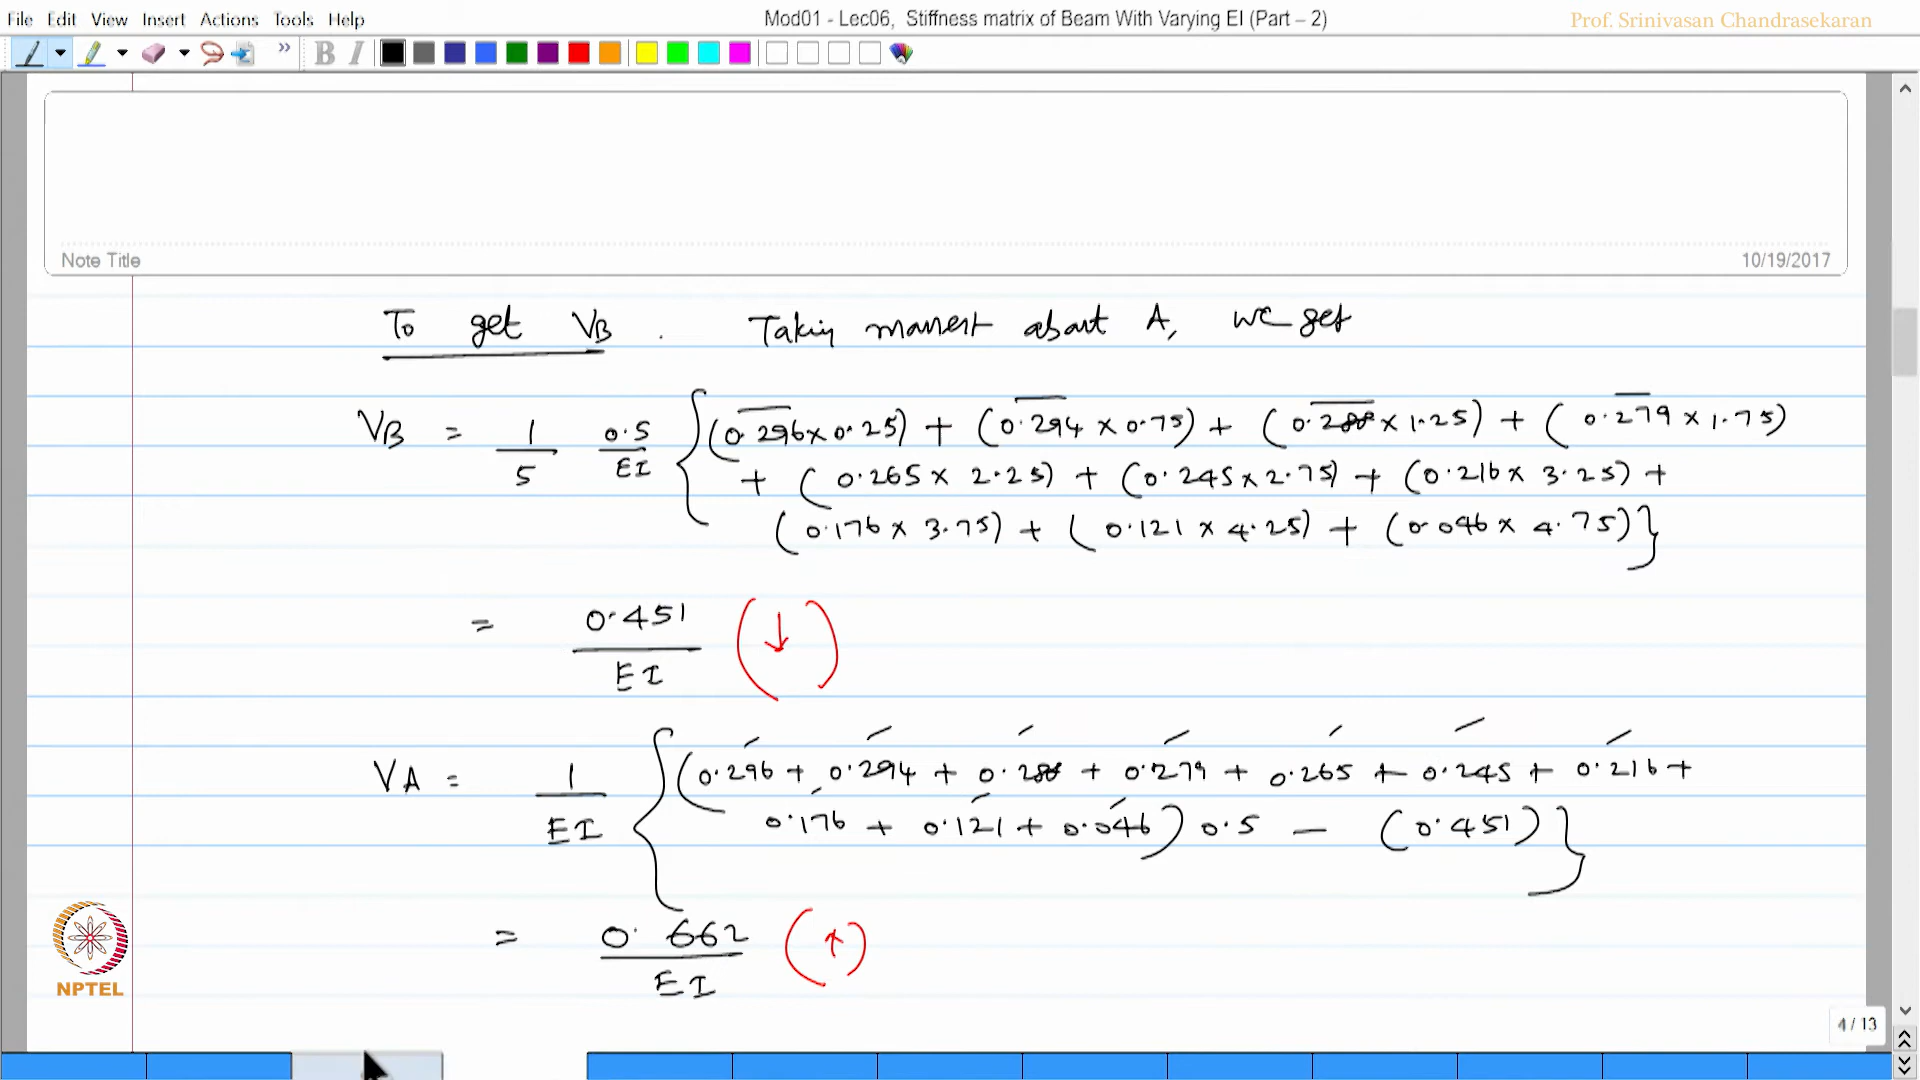 File Edit View Insert Actions Tools Help
Mod01 - Lec06, Stiffness matrix of Beam With Varying EI (Part – 2)
Prof. Srinivasan Chandrasekaran
B I
Note Title
10/19/2017
To get VB. Taking moment about A, we get
VB = 1/5 0.5/EI {(0.296 x 0.25) + (0.294 x 0.75) + (0.288 x 1.25) + (0.279 x 1.75)
+ (0.265 x 2.25) + (0.245 x 2.75) + (0.216 x 3.25) +
(0.176 x 3.75) + (0.121 x 4.25) + (0.046 x 4.75)}
= 0.451/EI (↓)
VA = 1/EI {(0.296 + 0.294 + 0.288 + 0.279 + 0.265 + 0.245 + 0.216 +
0.176 + 0.121 + 0.046) 0.5 — (0.451)}
= 0.662/EI (↑)
NPTEL
4 / 13